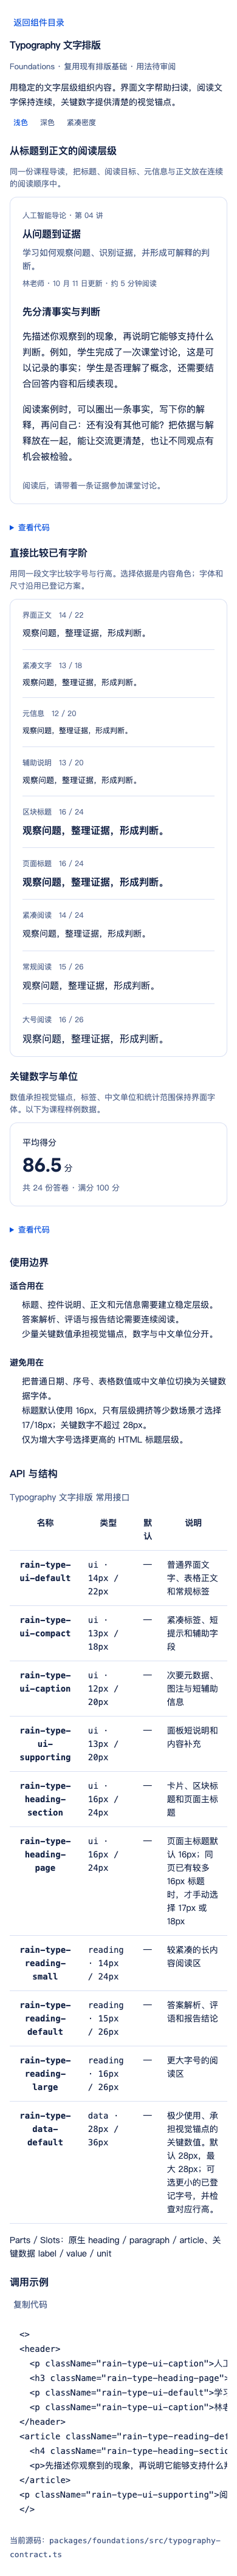 返回组件目录
Typography 文字排版
Foundations · 复用现有排版基础 · 用法待审阅
用稳定的文字层级组织内容。界面文字帮助扫读，阅读文
字保持连续，关键数字提供清楚的视觉锚点。
浅色 深色 紧凑密度
从标题到正文的阅读层级
同一份课程导读，把标题、阅读目标、元信息与正文放在连续
的阅读顺序中。
人工智能导论 · 第 04 讲
从问题到证据
学习如何观察问题、识别证据，并形成可解释的判
断。
林老师 · 10 月 11 日更新 · 约 5 分钟阅读
先分清事实与判断
先描述你观察到的现象，再说明它能够支持什么
判断。例如，学生完成了一次课堂讨论，这是可
以记录的事实；学生是否理解了概念，还需要结
合回答内容和后续表现。
阅读案例时，可以圈出一条事实，写下你的解
释，再问自己：还有没有其他可能？把依据与解
释放在一起，能让交流更清楚，也让不同观点有
机会被检验。
阅读后，请带着一条证据参加课堂讨论。
▶ 查看代码
直接比较已有字阶
用同一段文字比较字号与行高。选择依据是内容角色；字体和
尺寸沿用已登记方案。
界面正文 14 / 22
观察问题，整理证据，形成判断。
紧凑文字 13 / 18
观察问题，整理证据，形成判断。
元信息 12 / 20
观察问题，整理证据，形成判断。
辅助说明 13 / 20
观察问题，整理证据，形成判断。
区块标题 16 / 24
观察问题，整理证据，形成判断。
页面标题 16 / 24
观察问题，整理证据，形成判断。
紧凑阅读 14 / 24
观察问题，整理证据，形成判断。
常规阅读 15 / 26
观察问题，整理证据，形成判断。
大号阅读 16 / 26
观察问题，整理证据，形成判断。
关键数字与单位
数值承担视觉锚点，标签、中文单位和统计范围保持界面字
体。以下为课程样例数据。
平均得分
86.5 分
共 24 份答卷 · 满分 100 分
▶ 查看代码
使用边界
适合用在
标题、控件说明、正文和元信息需要建立稳定层级。
答案解析、评语与报告结论需要连续阅读。
少量关键数值承担视觉锚点，数字与中文单位分开。
避免用在
把普通日期、序号、表格数值或中文单位切换为关键数
据字体。
标题默认使用 16px，只有层级拥挤等少数场景才选择
17/18px；关键数字不超过 28px。
仅为增大字号选择更高的 HTML 标题层级。
API 与结构
Typography 文字排版 常用接口
名称 类型 默认 说明
rain-type-ui-default ui · 14px / 22px — 普通界面文字、表格正文和常规标签
rain-type-ui-compact ui · 13px / 18px — 紧凑标签、短提示和辅助字段
rain-type-ui-caption ui · 12px / 20px — 次要元数据、图注与短辅助信息
rain-type-ui-supporting ui · 13px / 20px — 面板短说明和内容补充
rain-type-heading-section ui · 16px / 24px — 卡片、区块标题和页面主标题
rain-type-heading-page ui · 16px / 24px — 页面主标题默认 16px；同页已有较多 16px 标题时，才手动选择 17px 或 18px
rain-type-reading-small reading · 14px / 24px — 较紧凑的长内容阅读区
rain-type-reading-default reading · 15px / 26px — 答案解析、评语和报告结论
rain-type-reading-large reading · 16px / 26px — 更大字号的阅读区
rain-type-data-default data · 28px / 36px — 极少使用、承担视觉锚点的关键数值。默认 28px，最大 28px；可选更小的已登记字号，并检查对应行高。
Parts / Slots：原生 heading / paragraph / article、关
键数据 label / value / unit
调用示例
复制代码
<>
<header>
<p className="rain-type-ui-caption">人工
<h3 className="rain-type-heading-page">
<p className="rain-type-ui-default">学习
<p className="rain-type-ui-caption">林老
</header>
<article className="rain-type-reading-def
<h4 className="rain-type-heading-sectio
<p>先描述你观察到的现象，再说明它能够支持什么判
</article>
<p className="rain-type-ui-supporting">阅
</>
当前源码：packages/foundations/src/typography-
contract.ts